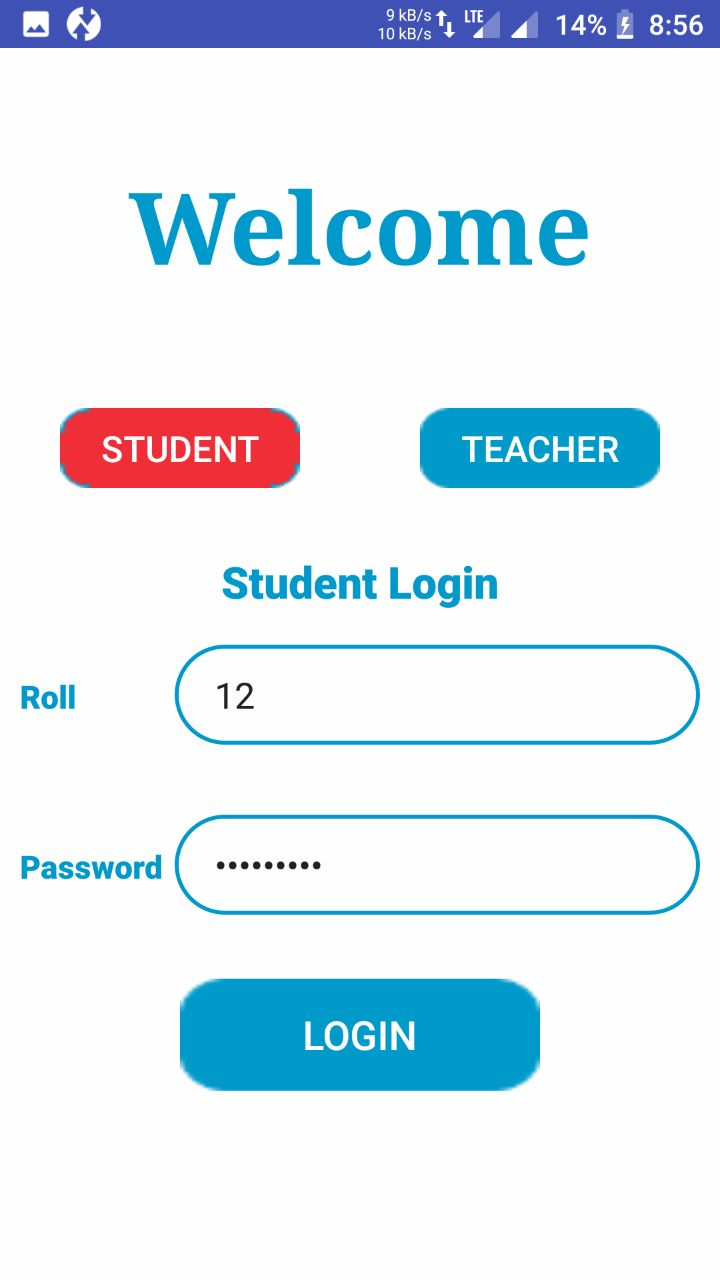 9 kB/s
10 kB/s
LTE
14%
8:56
Welcome
STUDENT
TEACHER
Student Login
Roll
12
Password
•••••••••
LOGIN